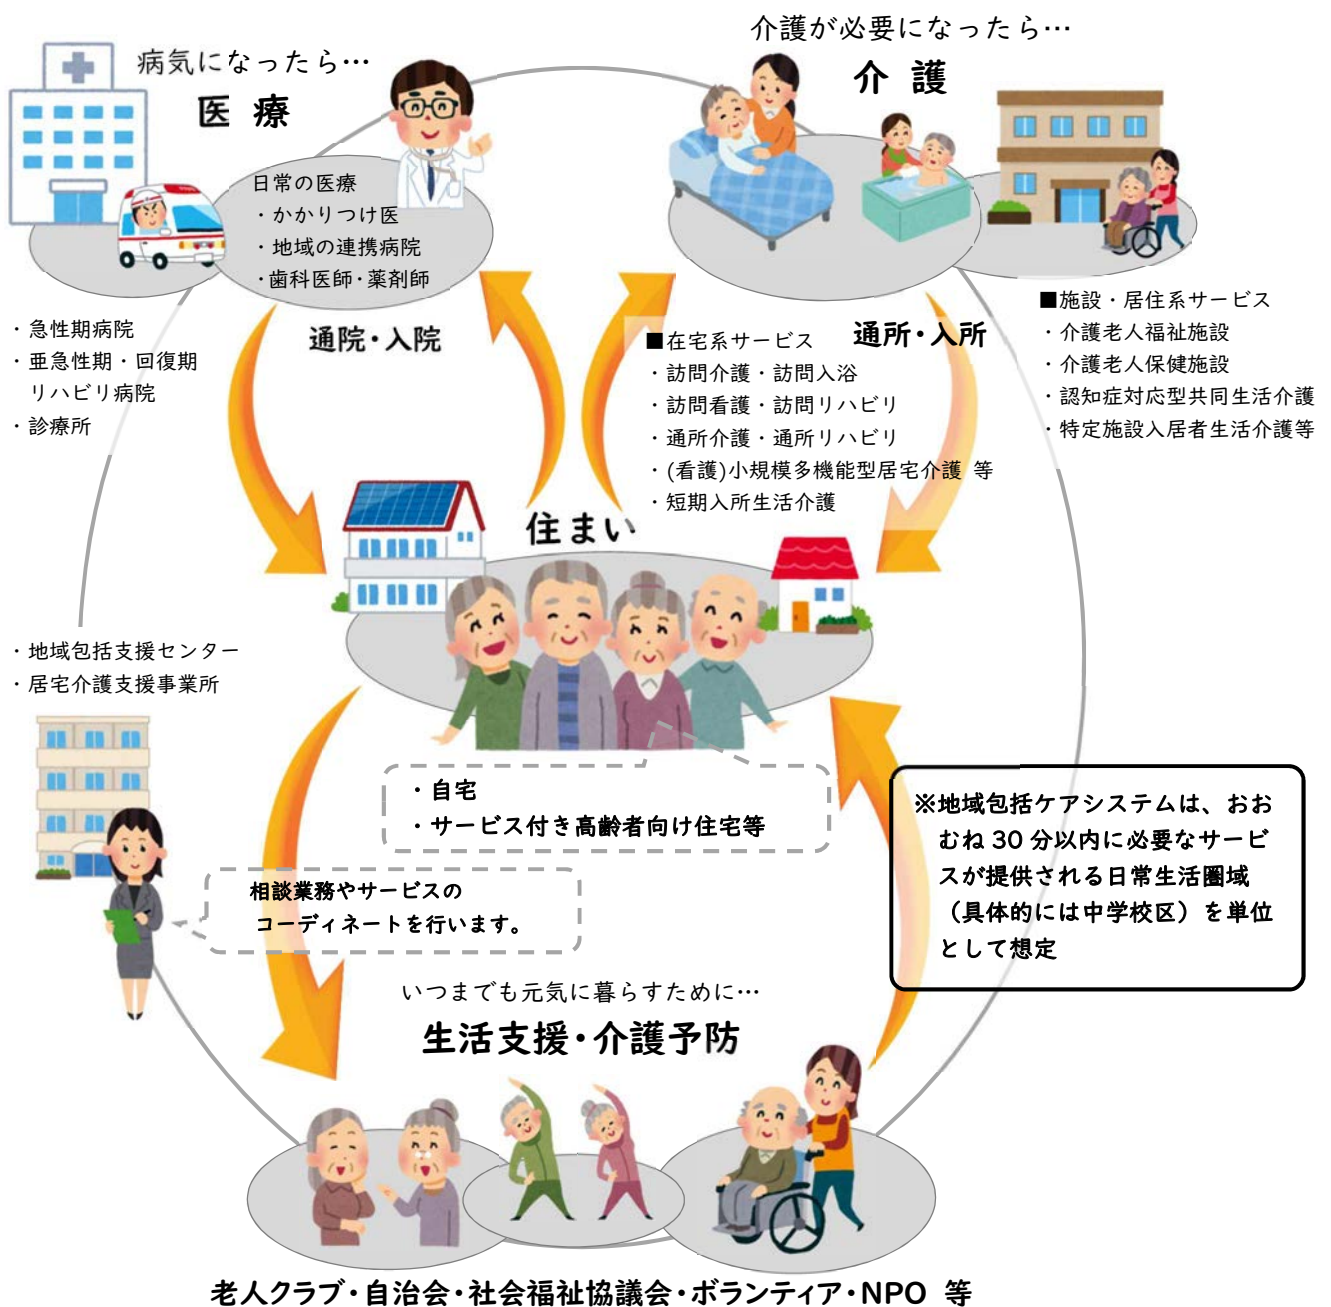 病気になったら…
医 療
日常の医療
・かかりつけ医
・地域の連携病院
・歯科医師・薬剤師
通院・入院
・急性期病院
・亜急性期・回復期
リハビリ病院
・診療所
介護が必要になったら…
介 護
通所・入所
■在宅系サービス
・訪問介護・訪問入浴
・訪問看護・訪問リハビリ
・通所介護・通所リハビリ
・(看護)小規模多機能型居宅介護 等
・短期入所生活介護
■施設・居住系サービス
・介護老人福祉施設
・介護老人保健施設
・認知症対応型共同生活介護
・特定施設入居者生活介護等
住まい
・自宅
・サービス付き高齢者向け住宅等
・地域包括支援センター
・居宅介護支援事業所
相談業務やサービスの
コーディネートを行います。
※地域包括ケアシステムは、おお
むね 30 分以内に必要なサービ
スが提供される日常生活圏域
（具体的には中学校区）を単位
として想定
いつまでも元気に暮らすために…
生活支援・介護予防
老人クラブ・自治会・社会福祉協議会・ボランティア・NPO 等